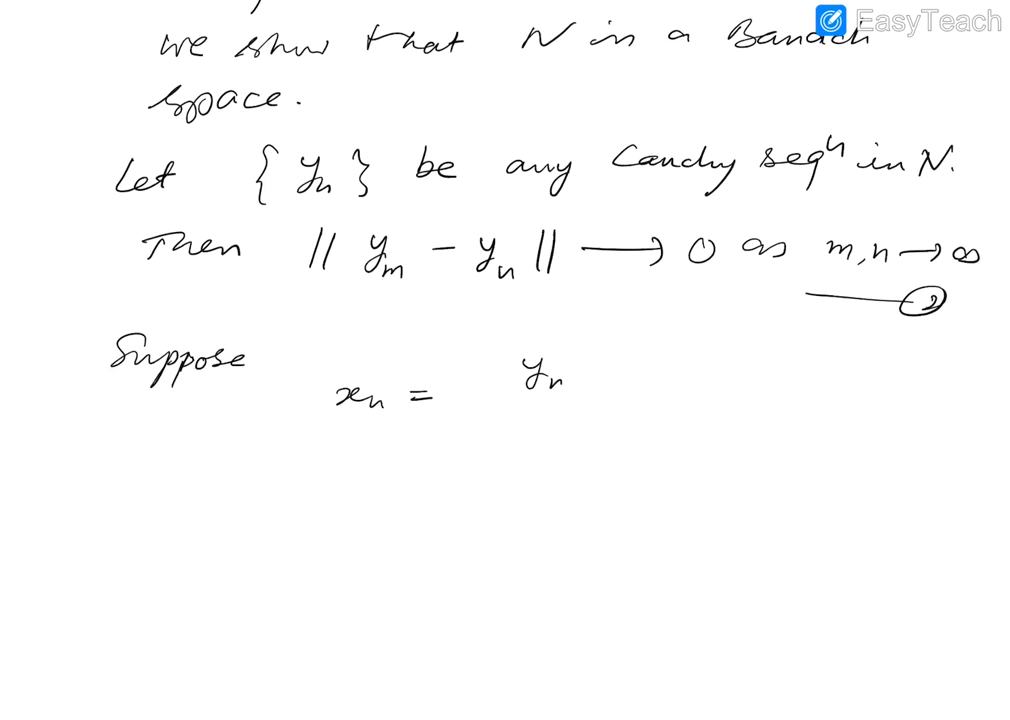 EasyTeach
we show that N is a Banach
space.
Let { yn } be any Cauchy seqn in N.
Then || ym - yn || → 0 as m, n → ∞
② 
Suppose
xn = yn